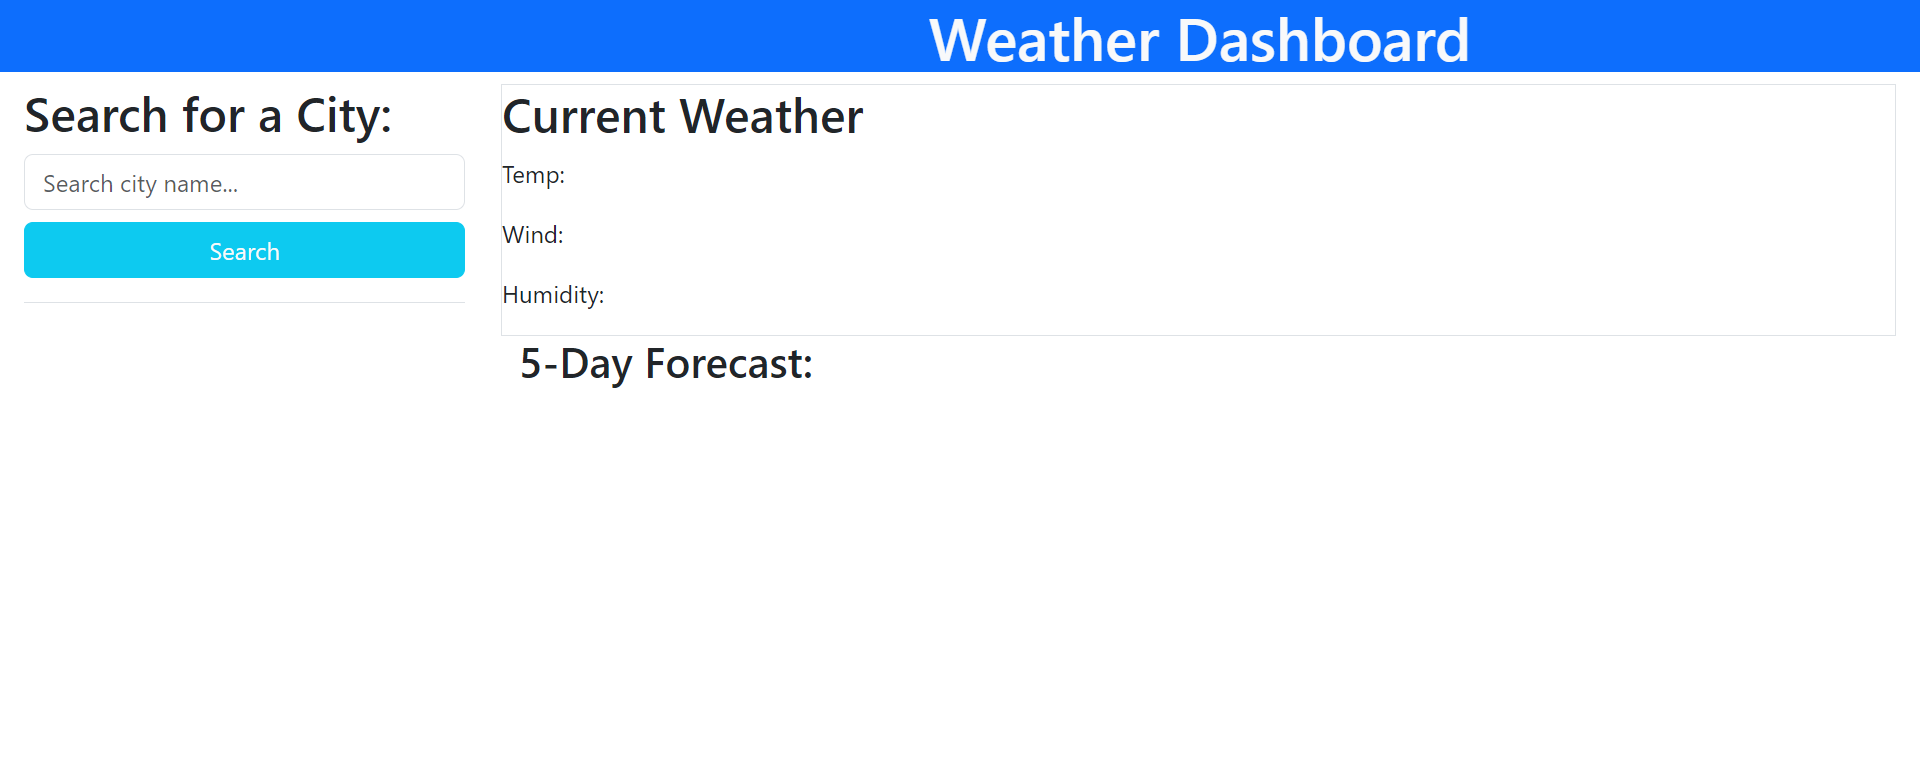 Weather Dashboard
Search for a City:
Search city name...
Search
Current Weather
Temp:
Wind:
Humidity:
5-Day Forecast: